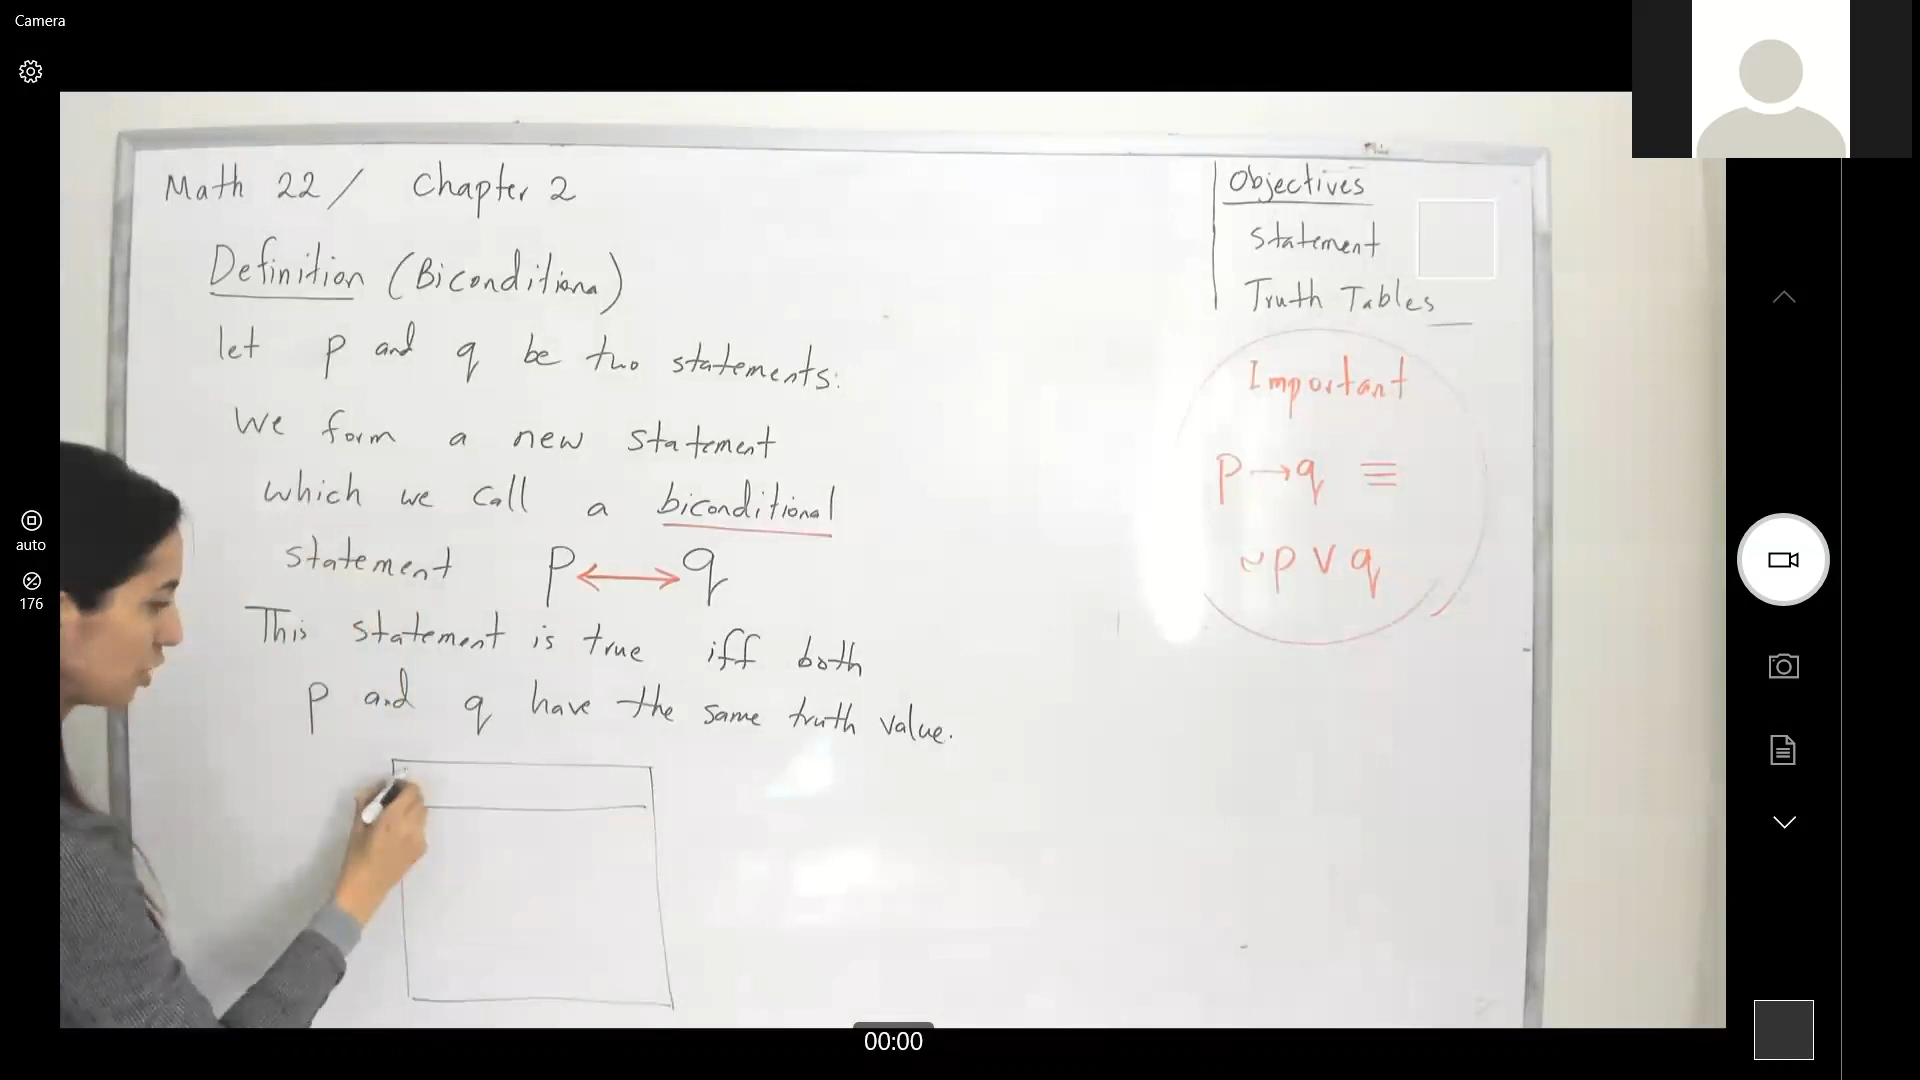 Camera
Math 22 / Chapter 2
Definition (Biconditiona)
let p and q be two statements:
We form a new statement
which we call a biconditional
statement p ⟷ q
This statement is true iff both
p and q have the same truth value.
Objectives
Statement
Truth Tables
Important
p → q ≡
~p ∨ q
auto
176
00:00